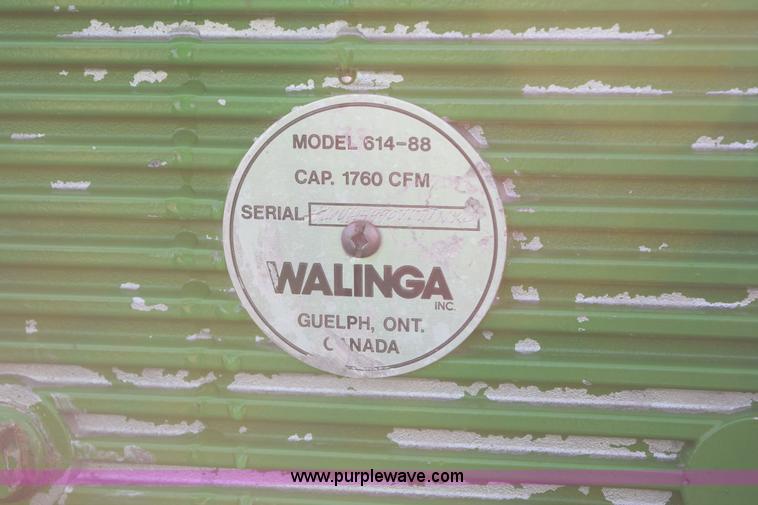 MODEL 614-88
CAP. 1760 CFM
SERIAL
WALINGA
INC.
GUELPH, ONT.
CANADA
www.purplewave.com